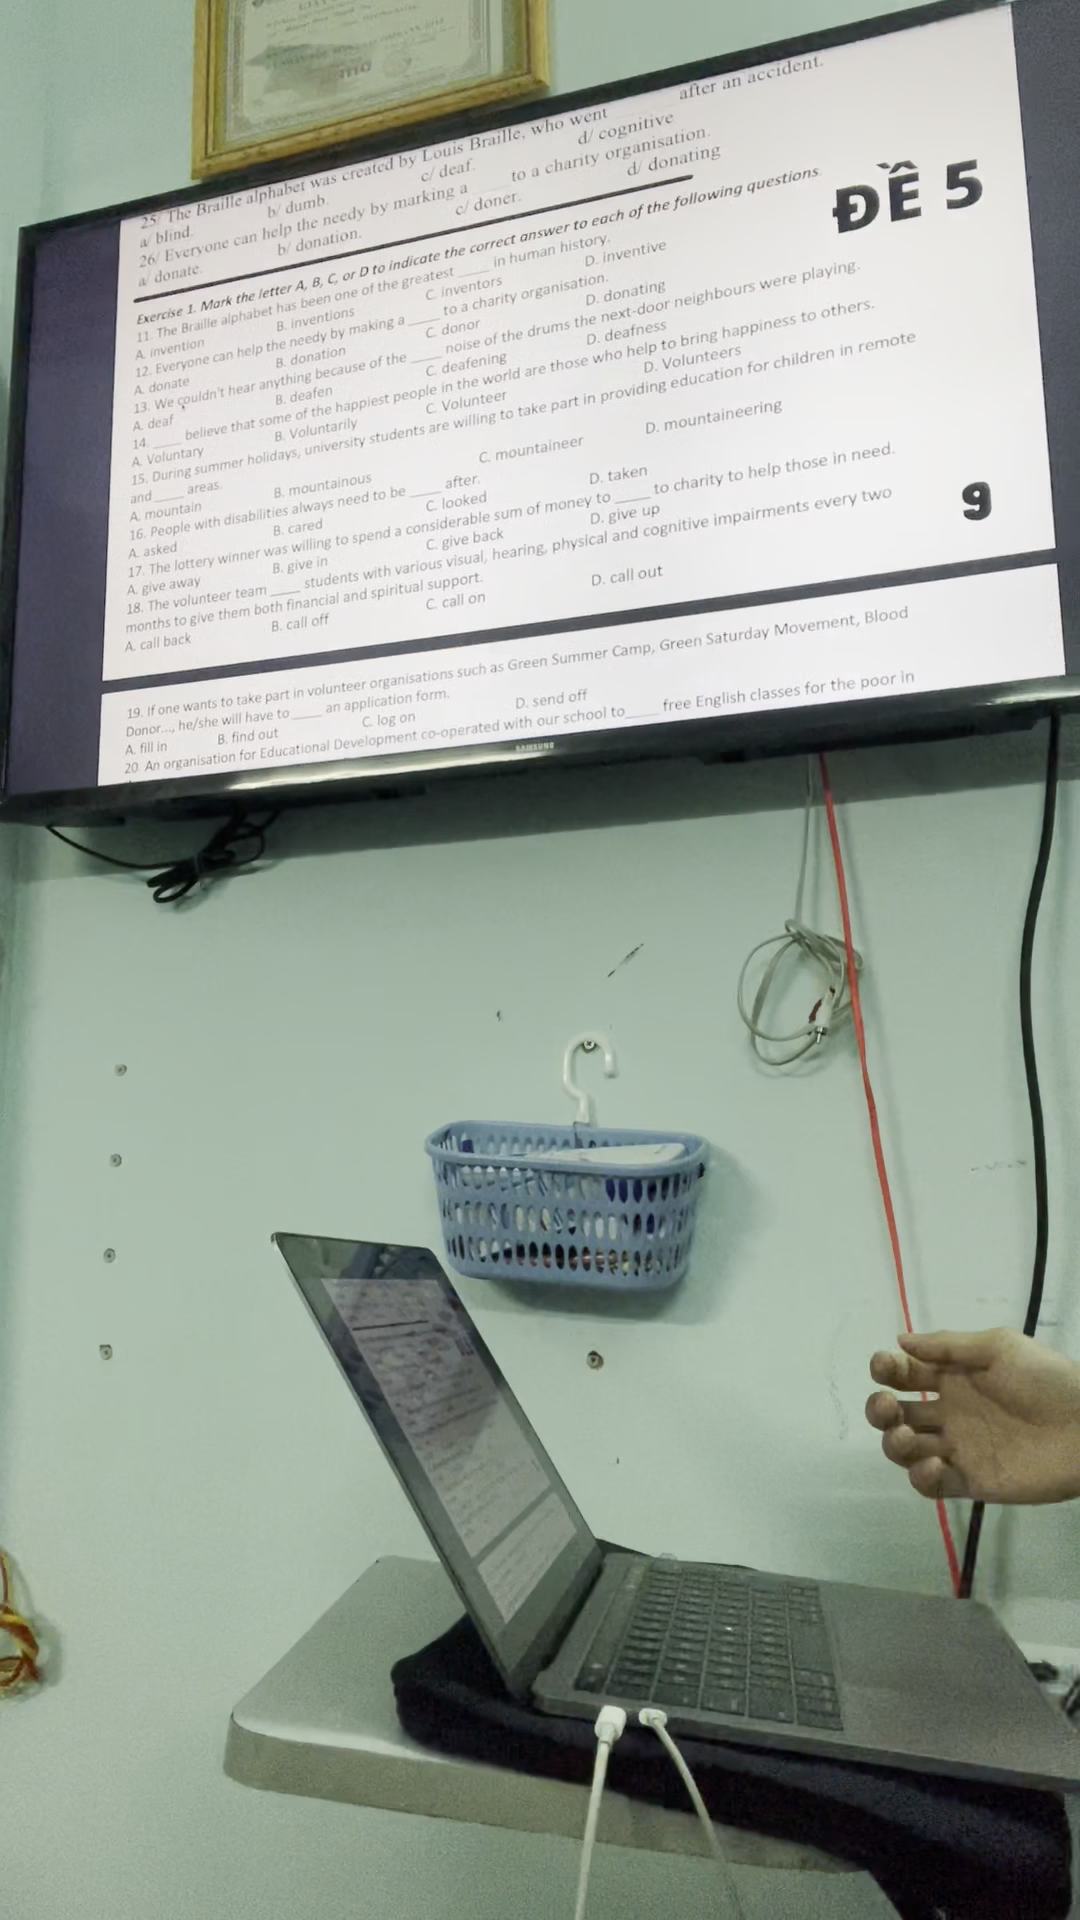 25/ The Braille alphabet was created by Louis Braille, who went ____ after an accident.
a/ blind. b/ dumb. c/ deaf. d/ cognitive
26/ Everyone can help the needy by marking a ____ to a charity organisation.
a/ donate. b/ donation. c/ doner. d/ donating
ĐỀ 5
Exercise 1. Mark the letter A, B, C, or D to indicate the correct answer to each of the following questions.
11. The Braille alphabet has been one of the greatest ____ in human history.
A. invention B. inventions C. inventors D. inventive
12. Everyone can help the needy by making a ____ to a charity organisation.
A. donate B. donation C. donor D. donating
13. We couldn't hear anything because of the ____ noise of the drums the next-door neighbours were playing.
A. deaf B. deafen C. deafening D. deafness
14. ____ believe that some of the happiest people in the world are those who help to bring happiness to others.
A. Voluntary B. Voluntarily C. Volunteer D. Volunteers
15. During summer holidays, university students are willing to take part in providing education for children in remote
and ____ areas.
A. mountain B. mountainous C. mountaineer D. mountaineering
16. People with disabilities always need to be ____ after.
A. asked B. cared C. looked D. taken
17. The lottery winner was willing to spend a considerable sum of money to ____ to charity to help those in need.
A. give away B. give in C. give back D. give up
18. The volunteer team ____ students with various visual, hearing, physical and cognitive impairments every two
months to give them both financial and spiritual support.
A. call back B. call off C. call on D. call out
9
19. If one wants to take part in volunteer organisations such as Green Summer Camp, Green Saturday Movement, Blood
Donor..., he/she will have to ____ an application form.
A. fill in B. find out C. log on D. send off
20 An organisation for Educational Development co-operated with our school to____ free English classes for the poor in
SAMSUNG